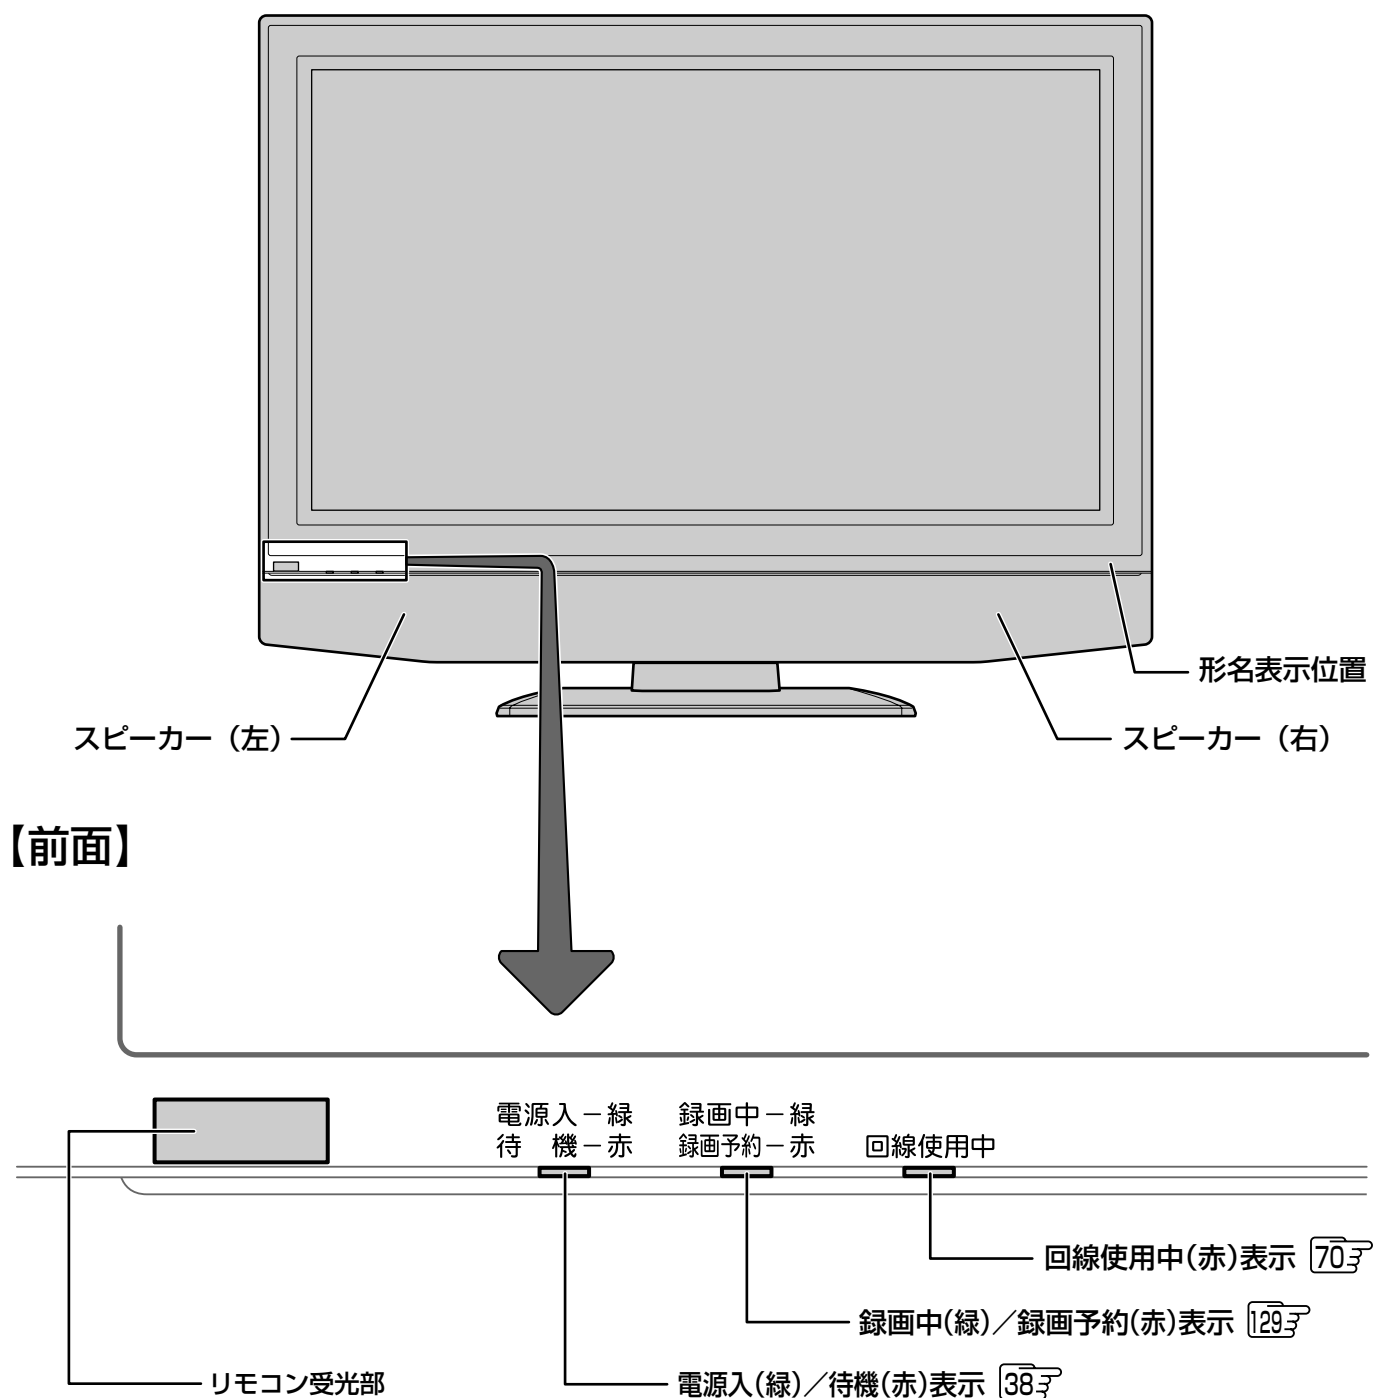 形名表示位置
スピーカー（左）
スピーカー（右）
【前面】
電源入－緑
待　機－赤
録画中－緑
録画予約－赤
回線使用中
回線使用中(赤)表示 70
録画中(緑)／録画予約(赤)表示 129
リモコン受光部
電源入(緑)／待機(赤)表示 38